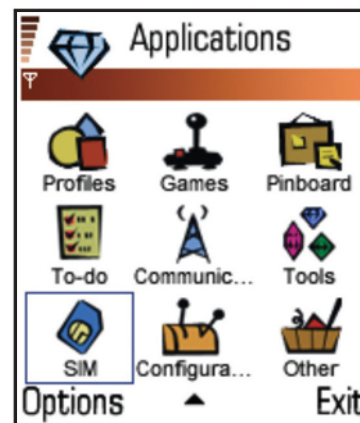 Applications
Profiles Games Pinboard
To-do Communic... Tools
SIM Configura... Other
Options Exit